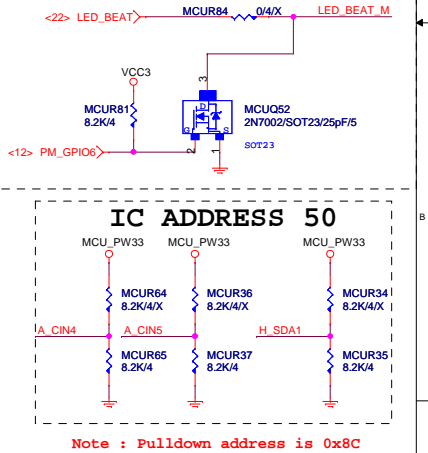 <22> LED_BEAT
MCUR84
0/4/X
LED_BEAT_M
VCC3
MCUR81
8.2K/4
3
D
G
S
MCUQ52
2N7002/SOT23/25pF/5
SOT23
<12> PM_GPIO6
2
1
B
IC ADDRESS 50
MCU_PW33
MCU_PW33
MCU_PW33
MCUR64
8.2K/4/X
MCUR36
8.2K/4/X
MCUR34
8.2K/4/X
A_CIN4
A_CIN5
H_SDA1
MCUR65
8.2K/4
MCUR37
8.2K/4
MCUR35
8.2K/4
Note : Pulldown address is 0x8C